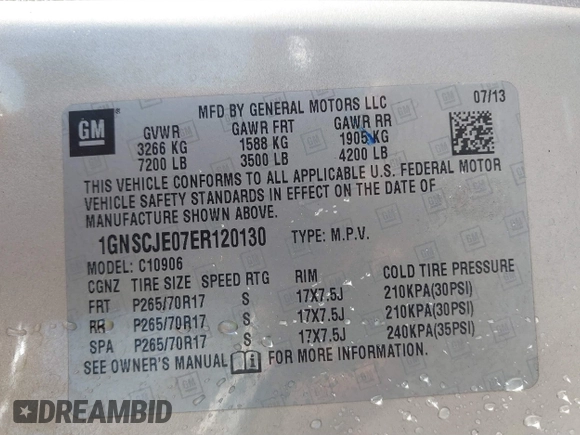 GM
MFD BY GENERAL MOTORS LLC 07/13
GVWR GAWR FRT GAWR RR
3266 KG 1588 KG 1905 KG
7200 LB 3500 LB 4200 LB
THIS VEHICLE CONFORMS TO ALL APPLICABLE U.S. FEDERAL MOTOR
VEHICLE SAFETY STANDARDS IN EFFECT ON THE DATE OF
MANUFACTURE SHOWN ABOVE.
1GNSCJE07ER120130 TYPE: M.P.V.
MODEL: C10906
CGNZ TIRE SIZE SPEED RTG RIM COLD TIRE PRESSURE
FRT P265/70R17 S 17X7.5J 210KPA(30PSI)
RR P265/70R17 S 17X7.5J 210KPA(30PSI)
SPA P265/70R17 S 17X7.5J 240KPA(35PSI)
SEE OWNER'S MANUAL FOR MORE INFORMATION.
DREAMBID